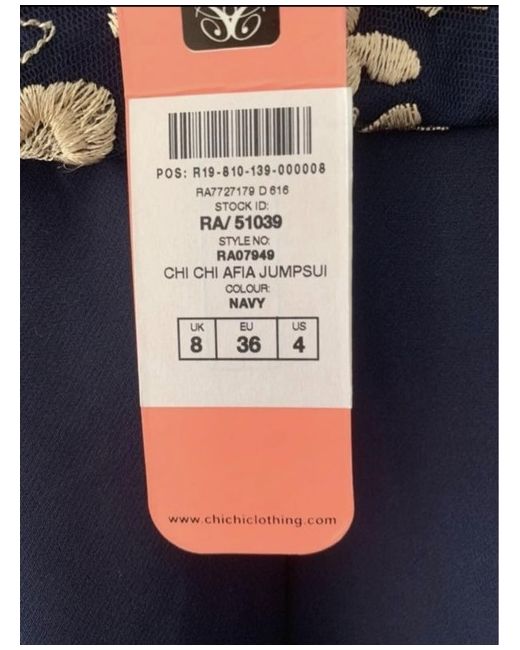 POS: R19-810-139-000008
RA7727179 D 616
STOCK ID:
RA/ 51039
STYLE NO:
RA07949
CHI CHI AFIA JUMPSUI
COLOUR:
NAVY
UK EU US
8 36 4
www.chichiclothing.com